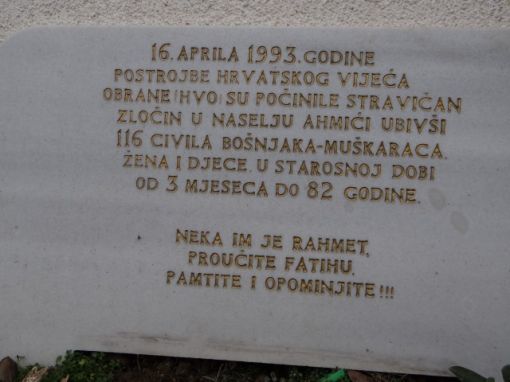 16. APRILA 1993. GODINE
POSTROJBE HRVATSKOG VIJEĆA
OBRANE (HVO) SU POČINILE STRAVIČAN
ZLOČIN U NASELJU AHMIĆI UBIVŠI
116 CIVILA BOŠNJAKA-MUŠKARACA,
ŽENA I DJECE, U STAROSNOJ DOBI
OD 3 MJESECA DO 82 GODINE.
NEKA IM JE RAHMET,
PROUČITE FATIHU,
PAMTITE I OPOMINJITE!!!